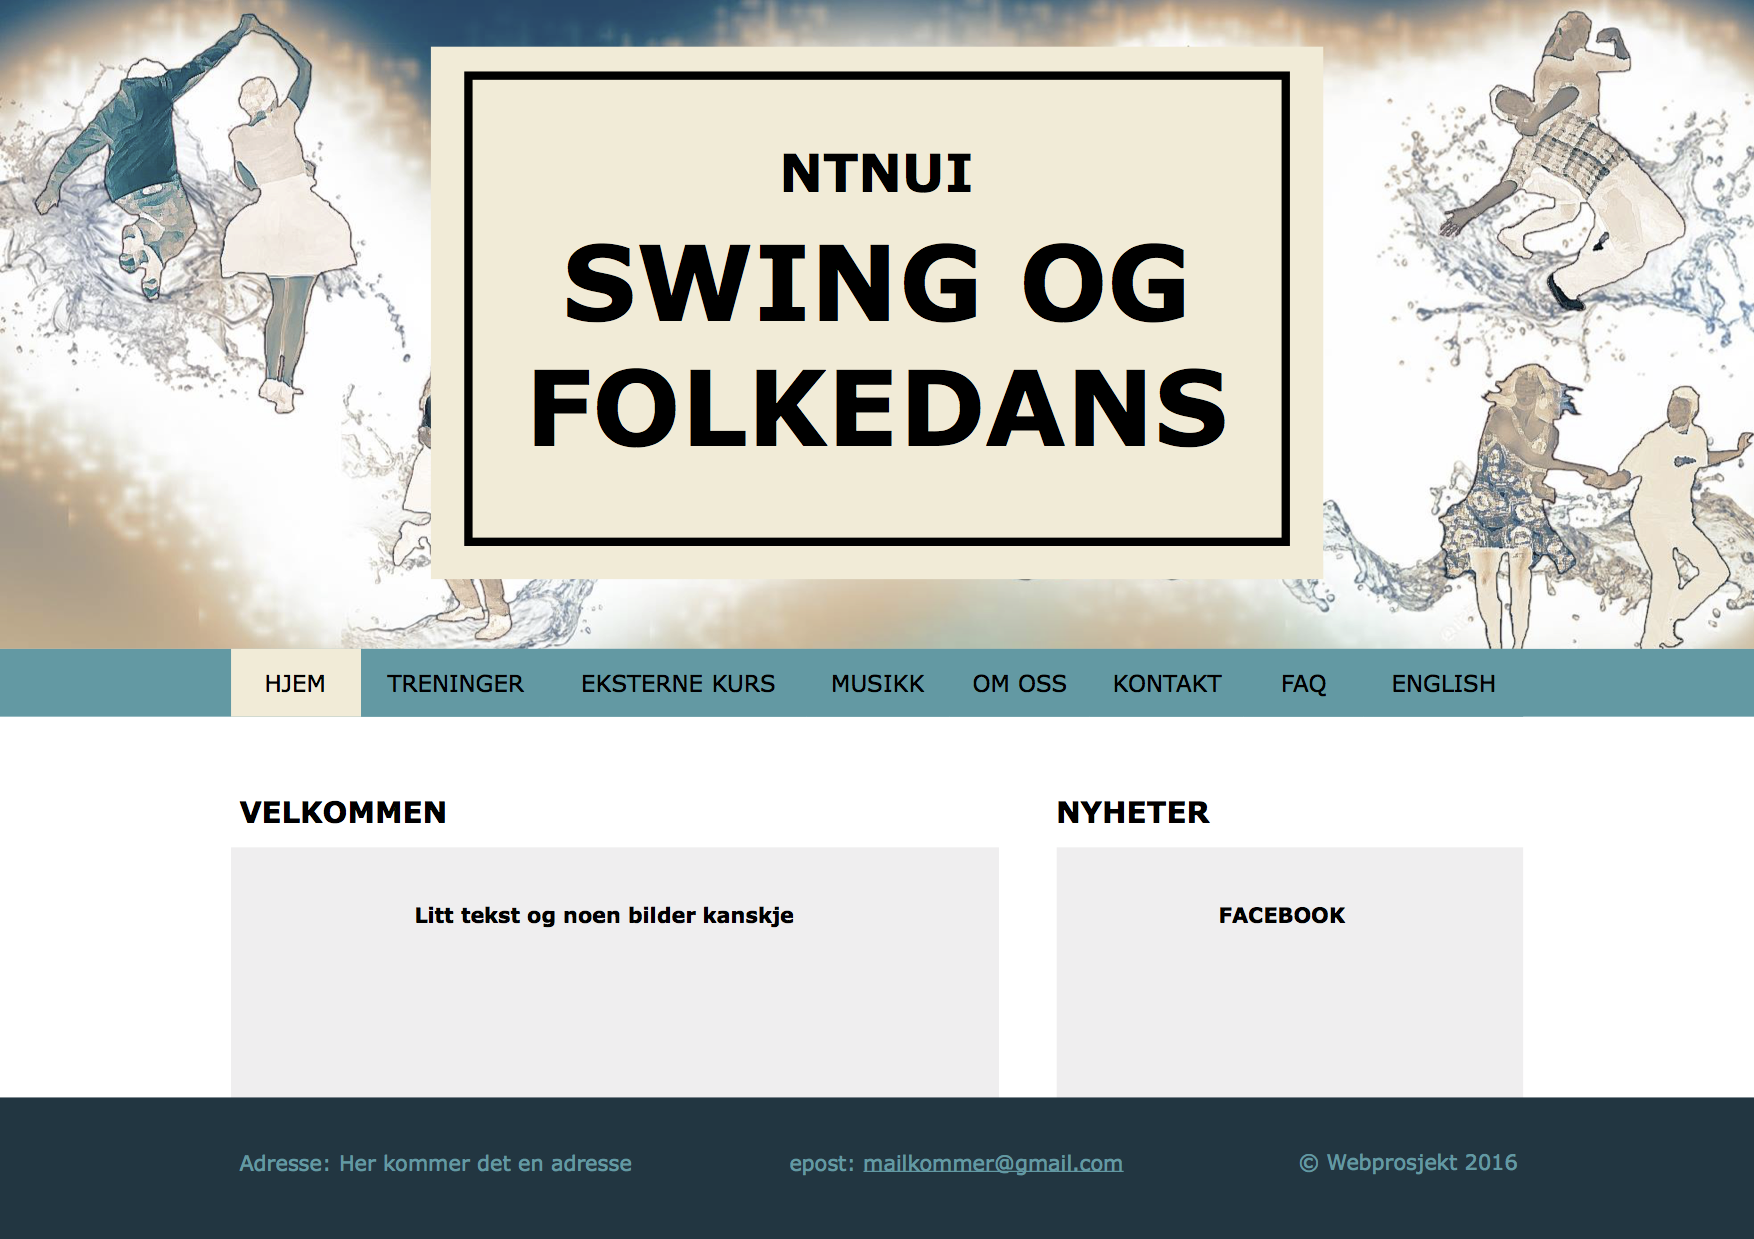 NTNUI
SWING OG
FOLKEDANS
HJEM TRENINGER EKSTERNE KURS MUSIKK OM OSS KONTAKT FAQ ENGLISH
VELKOMMEN
Litt tekst og noen bilder kanskje
NYHETER
FACEBOOK
Adresse: Her kommer det en adresse
epost: mailkommer@gmail.com
© Webprosjekt 2016